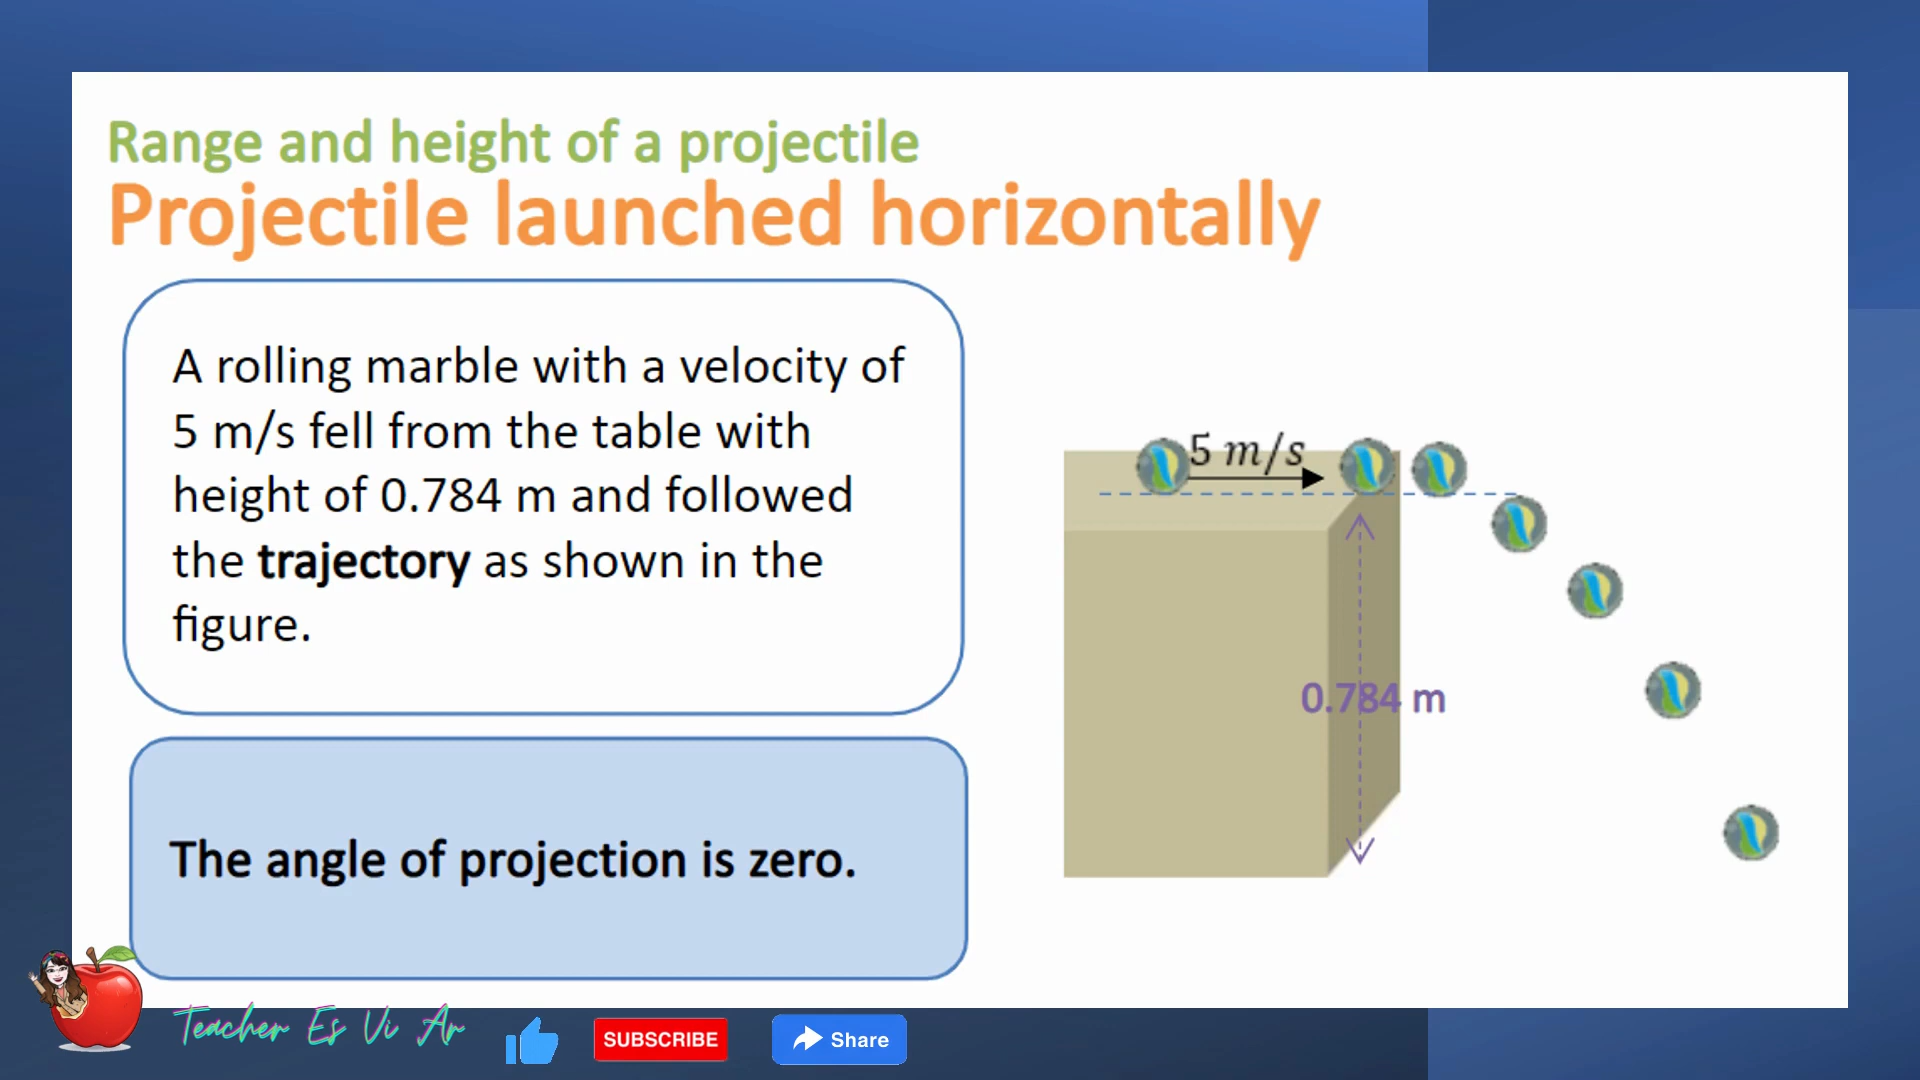 Range and height of a projectile
Projectile launched horizontally
A rolling marble with a velocity of
5 m/s fell from the table with
height of 0.784 m and followed
the trajectory as shown in the
figure.
5 m/s
0.784 m
The angle of projection is zero.
Teacher Es Vi Ar
SUBSCRIBE
Share